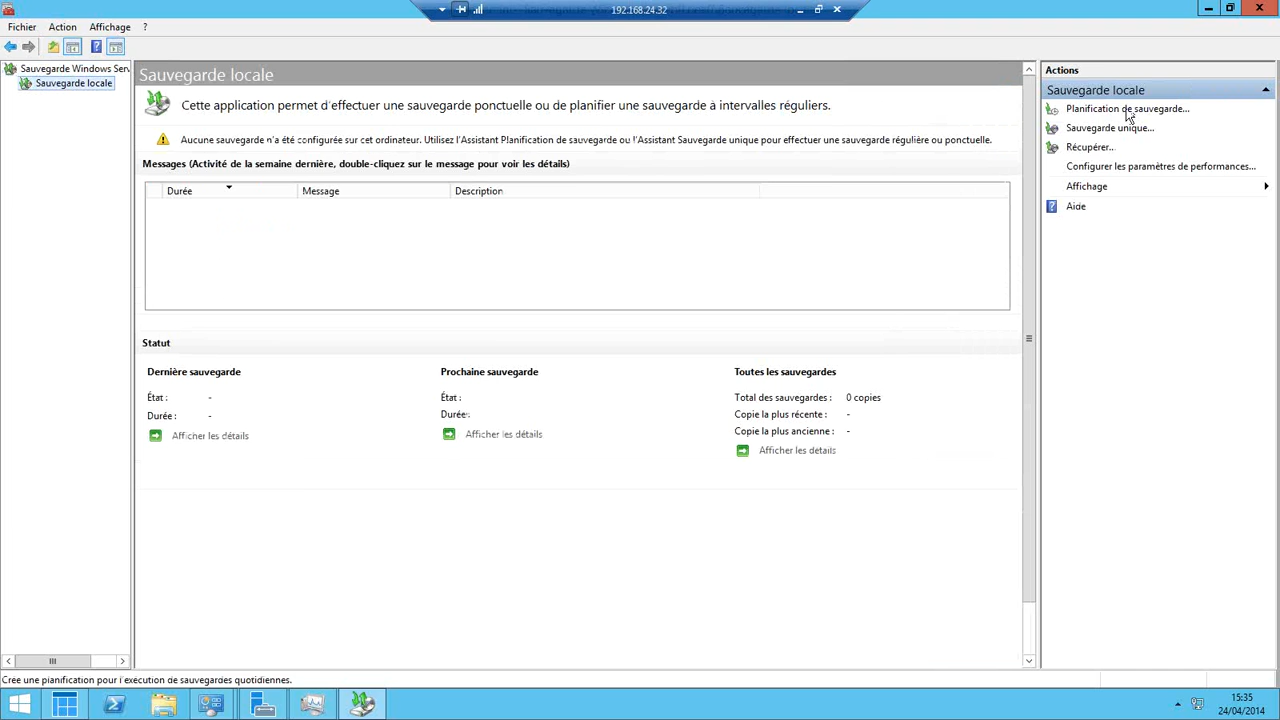 192.168.24.32
Fichier Action Affichage ?
Sauvegarde Windows Serv
Sauvegarde locale
Sauvegarde locale
Cette application permet d'effectuer une sauvegarde ponctuelle ou de planifier une sauvegarde à intervalles réguliers.
Aucune sauvegarde n'a été configurée sur cet ordinateur. Utilisez l'Assistant Planification de sauvegarde ou l'Assistant Sauvegarde unique pour effectuer une sauvegarde régulière ou ponctuelle.
Messages (Activité de la semaine dernière, double-cliquez sur le message pour voir les détails)
Durée Message Description
Statut
Dernière sauvegarde
État : -
Durée : -
Afficher les détails
Prochaine sauvegarde
État :
Durée :
Afficher les détails
Toutes les sauvegardes
Total des sauvegardes : 0 copies
Copie la plus récente : -
Copie la plus ancienne : -
Afficher les détails
Actions
Sauvegarde locale
Planification de sauvegarde...
Sauvegarde unique...
Récupérer...
Configurer les paramètres de performances...
Affichage
Aide
Crée une planification pour l'exécution de sauvegardes quotidiennes.
15:35
24/04/2014